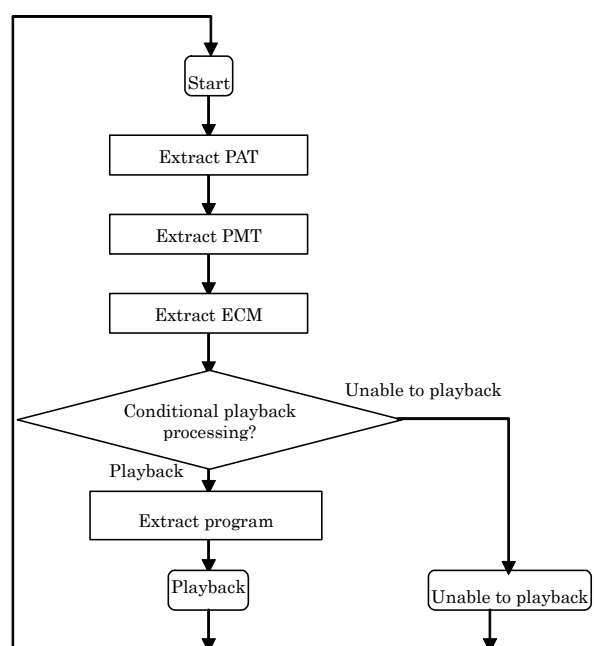 Start
Extract PAT
Extract PMT
Extract ECM
Unable to playback
Conditional playback
processing?
Playback
Extract program
Playback
Unable to playback